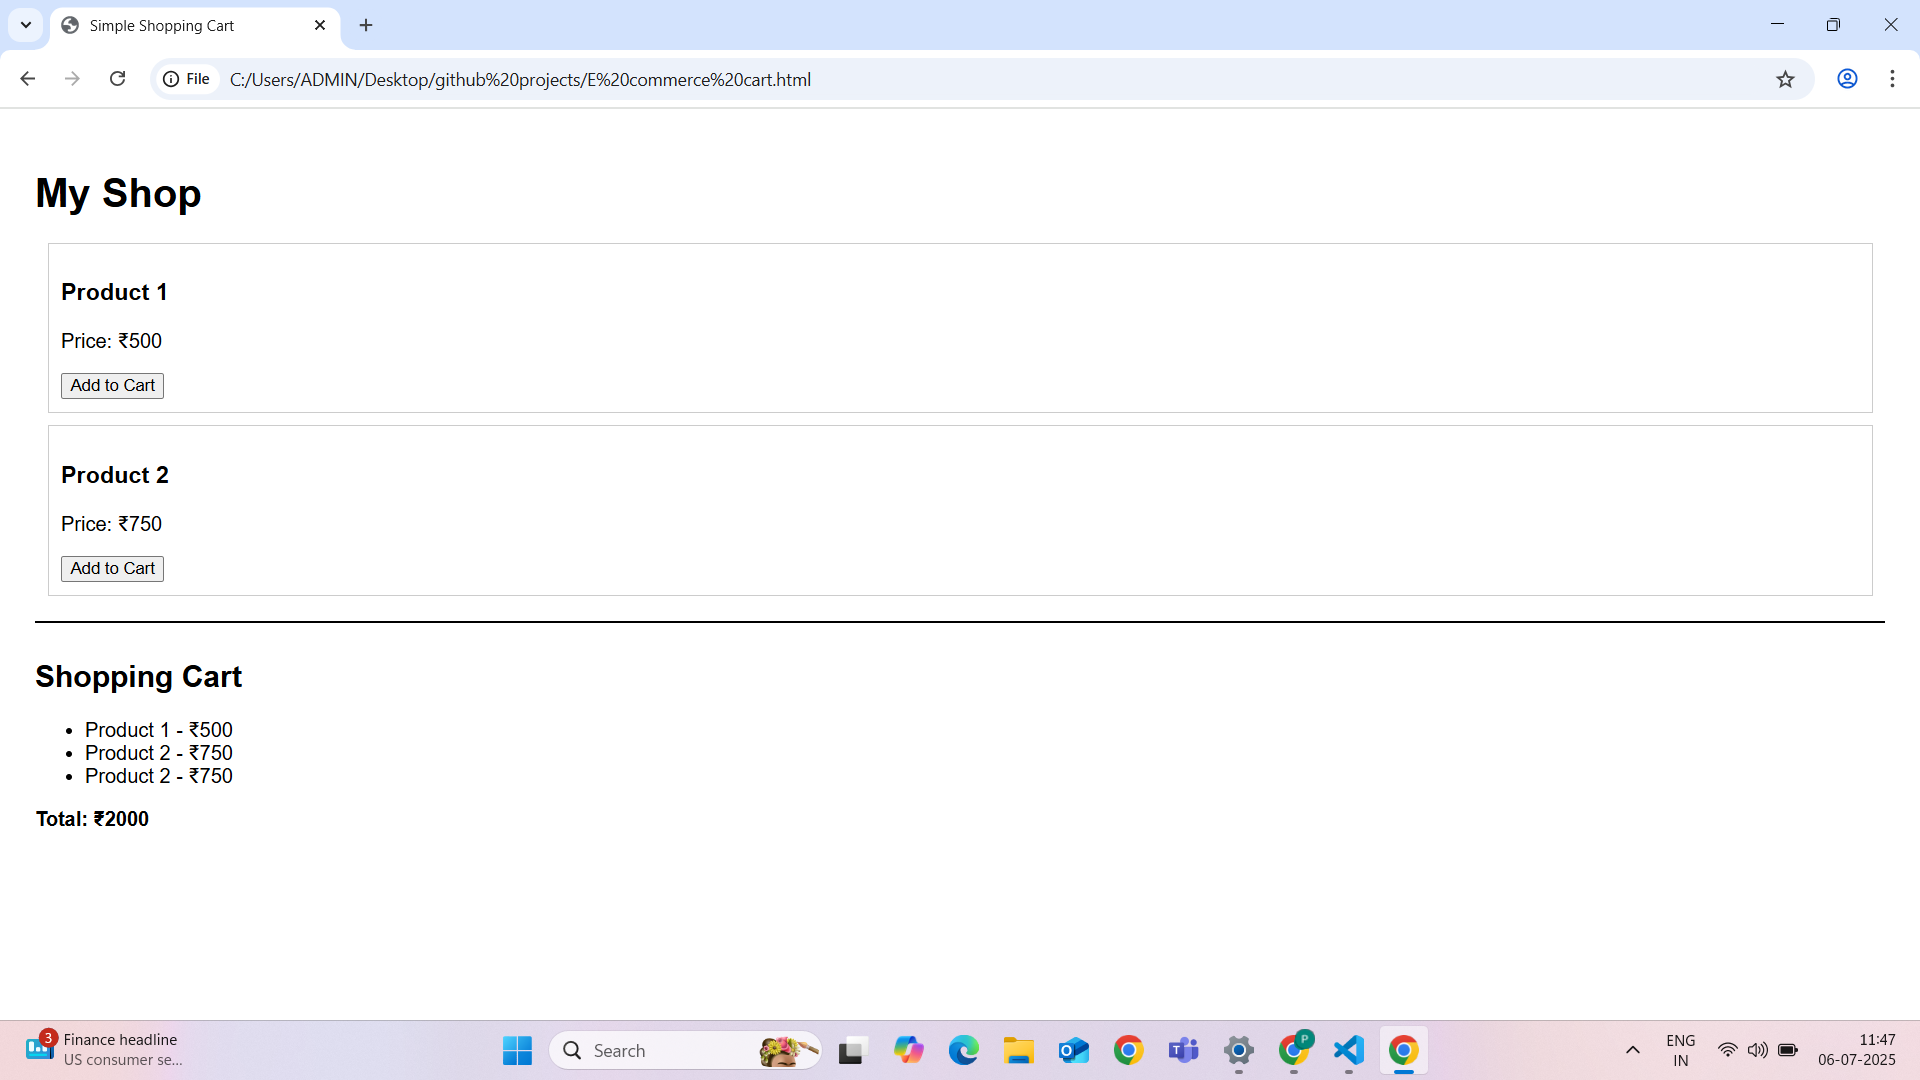 Simple Shopping Cart
File C:/Users/ADMIN/Desktop/github%20projects/E%20commerce%20cart.html
My Shop
Product 1
Price: ₹500
Add to Cart
Product 2
Price: ₹750
Add to Cart
Shopping Cart
• Product 1 - ₹500
• Product 2 - ₹750
• Product 2 - ₹750
Total: ₹2000
3
Finance headline
US consumer se...
Search
P
ENG
IN
11:47
06-07-2025